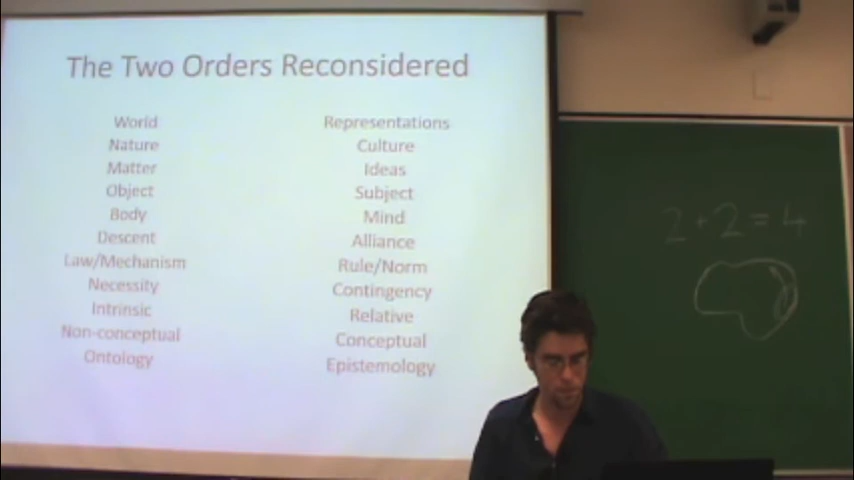 The Two Orders Reconsidered
World Representations
Nature Culture
Matter Ideas
Object Subject
Body Mind
Descent Alliance
Law/Mechanism Rule/Norm
Necessity Contingency
Intrinsic Relative
Non-conceptual Conceptual
Ontology Epistemology
2+2=4